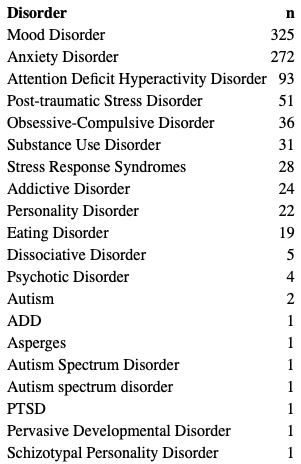 Disorder n
Mood Disorder 325
Anxiety Disorder 272
Attention Deficit Hyperactivity Disorder 93
Post-traumatic Stress Disorder 51
Obsessive-Compulsive Disorder 36
Substance Use Disorder 31
Stress Response Syndromes 28
Addictive Disorder 24
Personality Disorder 22
Eating Disorder 19
Dissociative Disorder 5
Psychotic Disorder 4
Autism 2
ADD 1
Asperges 1
Autism Spectrum Disorder 1
Autism spectrum disorder 1
PTSD 1
Pervasive Developmental Disorder 1
Schizotypal Personality Disorder 1